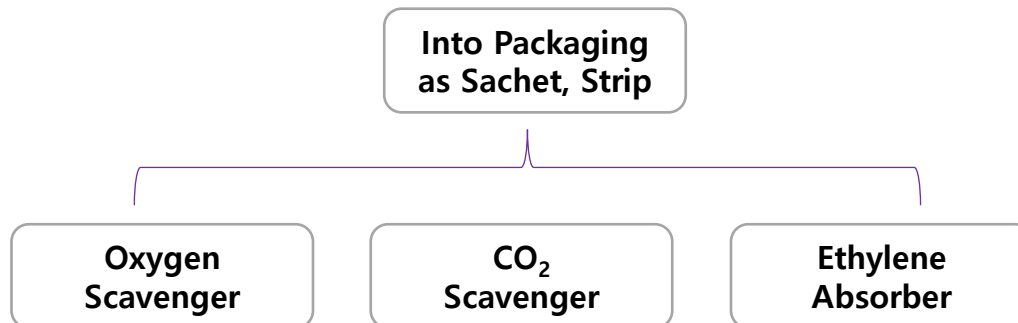 Into Packaging
as Sachet, Strip
Oxygen
Scavenger
CO₂
Scavenger
Ethylene
Absorber